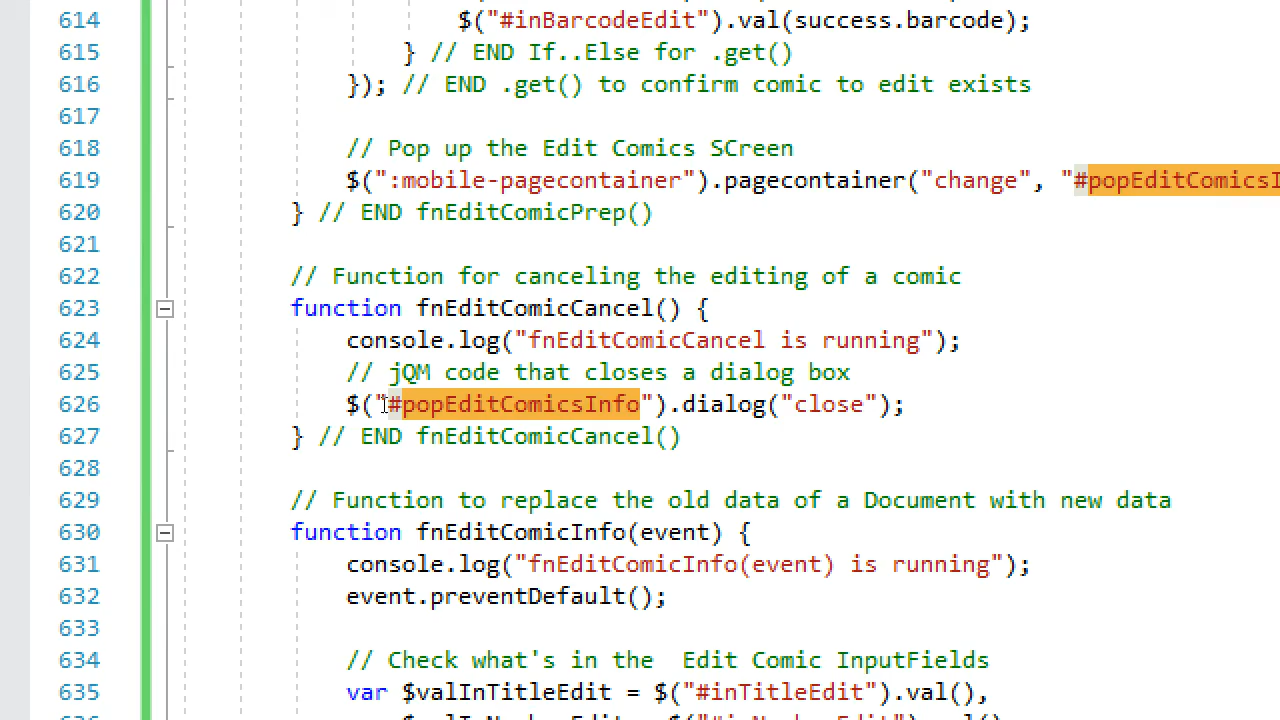 614 $("#inBarcodeEdit").val(success.barcode);
615 } // END If..Else for .get()
616 }); // END .get() to confirm comic to edit exists
617
618 // Pop up the Edit Comics SCreen
619 $(":mobile-pagecontainer").pagecontainer("change", "#popEditComicsI
620 } // END fnEditComicPrep()
621
622 // Function for canceling the editing of a comic
623 function fnEditComicCancel() {
624 console.log("fnEditComicCancel is running");
625 // jQM code that closes a dialog box
626 $("#popEditComicsInfo").dialog("close");
627 } // END fnEditComicCancel()
628
629 // Function to replace the old data of a Document with new data
630 function fnEditComicInfo(event) {
631 console.log("fnEditComicInfo(event) is running");
632 event.preventDefault();
633
634 // Check what's in the  Edit Comic InputFields
635 var $valInTitleEdit = $("#inTitleEdit").val(),